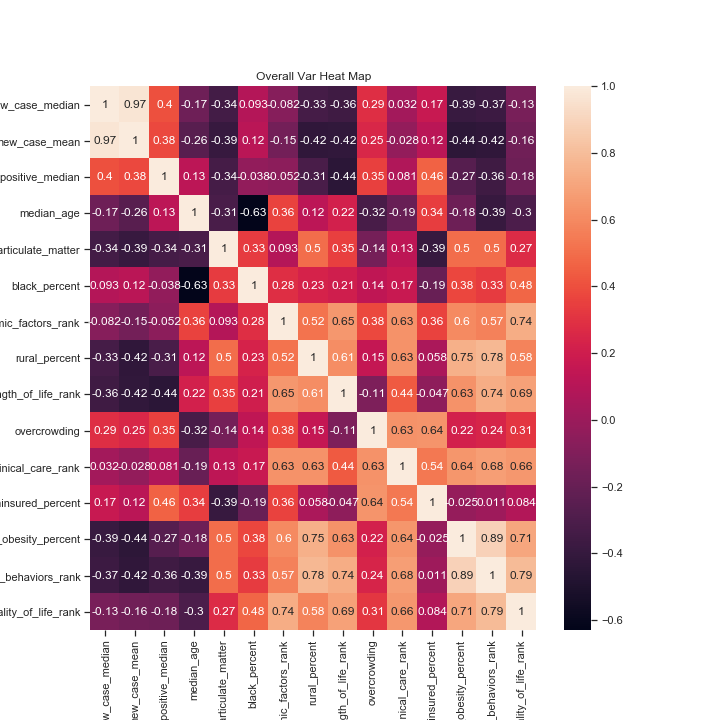 Overall Var Heat Map
w_case_median 1 0.97 0.4 -0.17 -0.34 0.093 -0.082 -0.33 -0.36 0.29 0.032 0.17 -0.39 -0.37 -0.13
new_case_mean 0.97 1 0.38 -0.26 -0.39 0.12 -0.15 -0.42 -0.42 0.25 -0.028 0.12 -0.44 -0.42 -0.16
positive_median 0.4 0.38 1 0.13 -0.34 -0.038 -0.052 -0.31 -0.44 0.35 0.081 0.46 -0.27 -0.36 -0.18
median_age -0.17 -0.26 0.13 1 -0.31 -0.63 0.36 0.12 0.22 -0.32 -0.19 0.34 -0.18 -0.39 -0.3
articulate_matter -0.34 -0.39 -0.34 -0.31 1 0.33 0.093 0.5 0.35 -0.14 0.13 -0.39 0.5 0.5 0.27
black_percent 0.093 0.12 -0.038 -0.63 0.33 1 0.28 0.23 0.21 0.14 0.17 -0.19 0.38 0.33 0.48
mic_factors_rank -0.082 -0.15 -0.052 0.36 0.093 0.28 1 0.52 0.65 0.38 0.63 0.36 0.6 0.57 0.74
rural_percent -0.33 -0.42 -0.31 0.12 0.5 0.23 0.52 1 0.61 0.15 0.63 0.058 0.75 0.78 0.58
ngth_of_life_rank -0.36 -0.42 -0.44 0.22 0.35 0.21 0.65 0.61 1 -0.11 0.44 -0.047 0.63 0.74 0.69
overcrowding 0.29 0.25 0.35 -0.32 -0.14 0.14 0.38 0.15 -0.11 1 0.63 0.64 0.22 0.24 0.31
inical_care_rank 0.032 -0.028 0.081 -0.19 0.13 0.17 0.63 0.63 0.44 0.63 1 0.54 0.64 0.68 0.66
ninsured_percent 0.17 0.12 0.46 0.34 -0.39 -0.19 0.36 0.058 -0.047 0.64 0.54 1 -0.025 0.011 0.084
_obesity_percent -0.39 -0.44 -0.27 -0.18 0.5 0.38 0.6 0.75 0.63 0.22 0.64 -0.025 1 0.89 0.71
_behaviors_rank -0.37 -0.42 -0.36 -0.39 0.5 0.33 0.57 0.78 0.74 0.24 0.68 0.011 0.89 1 0.79
ality_of_life_rank -0.13 -0.16 -0.18 -0.3 0.27 0.48 0.74 0.58 0.69 0.31 0.66 0.084 0.71 0.79 1
w_case_median
ew_case_mean
positive_median
median_age
rticulate_matter
black_percent
nic_factors_rank
rural_percent
gth_of_life_rank
overcrowding
nical_care_rank
insured_percent
obesity_percent
_behaviors_rank
lity_of_life_rank
1.0
0.8
0.6
0.4
0.2
0.0
−0.2
−0.4
−0.6